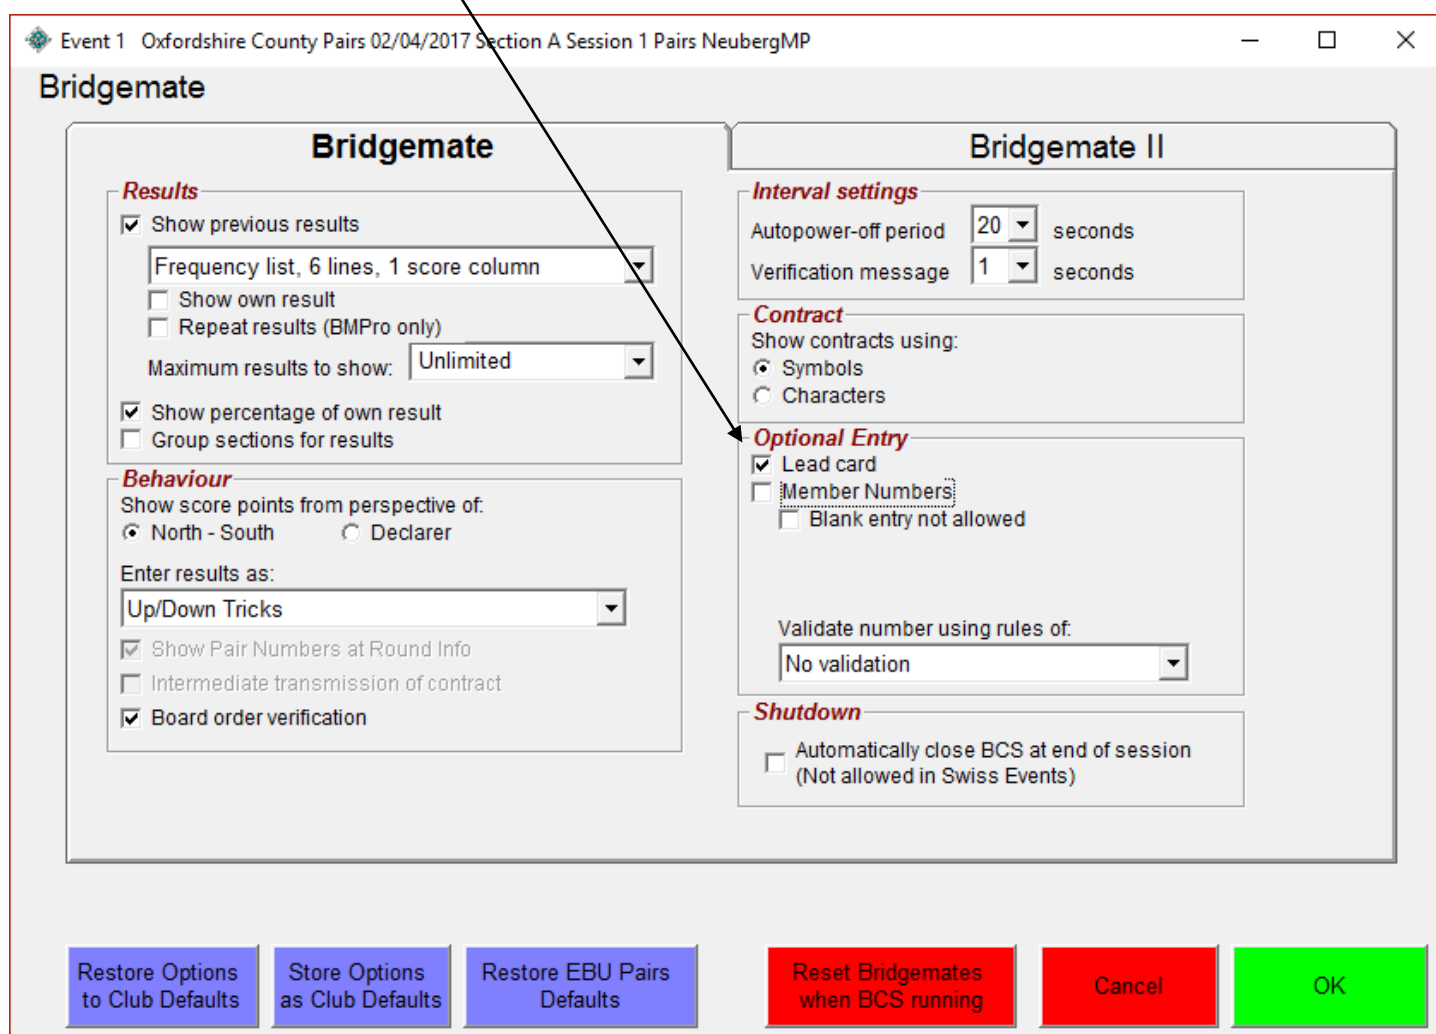 Event 1 Oxfordshire County Pairs 02/04/2017 Section A Session 1 Pairs NeubergMP
Bridgemate
Bridgemate
Bridgemate II
Results
Show previous results
Frequency list, 6 lines, 1 score column
Show own result
Repeat results (BMPro only)
Maximum results to show: Unlimited
Show percentage of own result
Group sections for results
Behaviour
Show score points from perspective of:
North - South Declarer
Enter results as:
Up/Down Tricks
Show Pair Numbers at Round Info
Intermediate transmission of contract
Board order verification
Interval settings
Autopower-off period 20 seconds
Verification message 1 seconds
Contract
Show contracts using:
Symbols
Characters
Optional Entry
Lead card
Member Numbers
Blank entry not allowed
Validate number using rules of:
No validation
Shutdown
Automatically close BCS at end of session
(Not allowed in Swiss Events)
Restore Options
to Club Defaults
Store Options
as Club Defaults
Restore EBU Pairs
Defaults
Reset Bridgemates
when BCS running
Cancel
OK